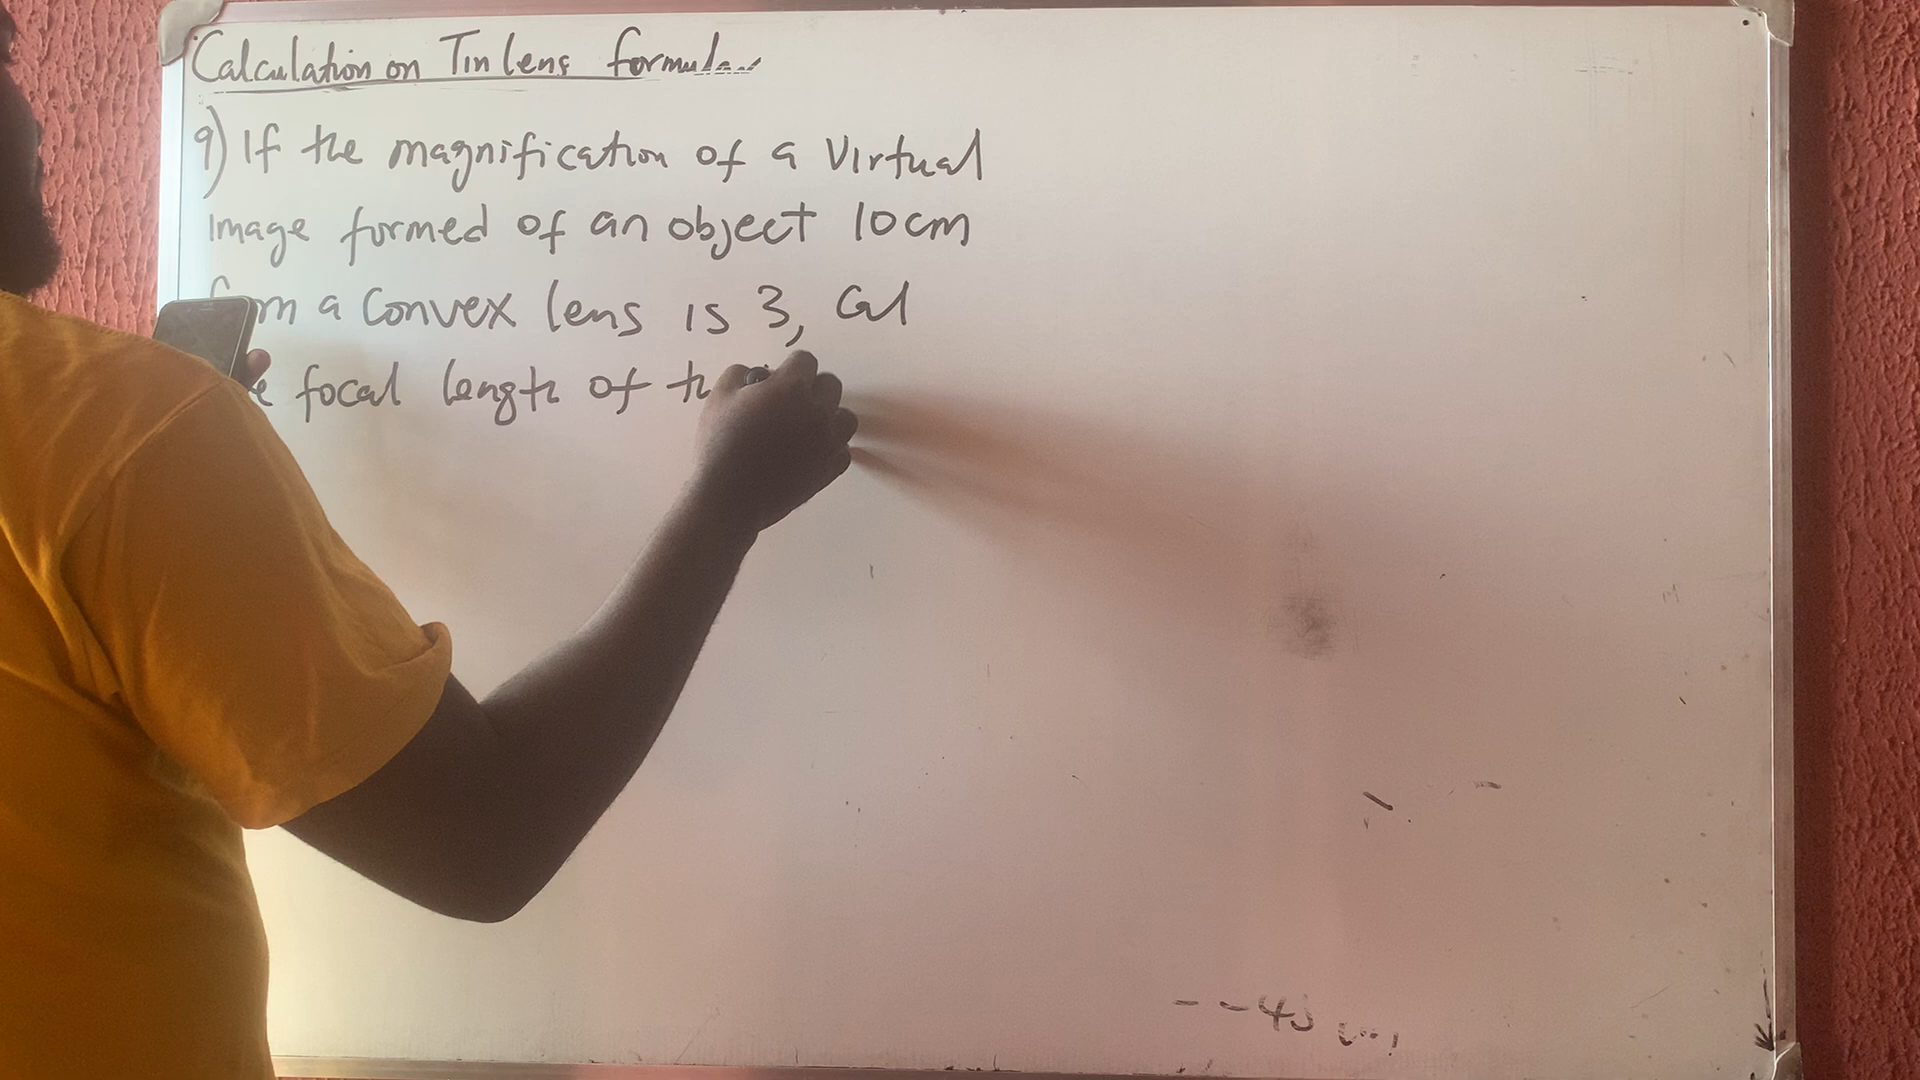 Calculation on Tin lens formulae
9) If the magnification of a virtual
Image formed of an object 10cm
from a Convex lens is 3, Cal
focal length of th